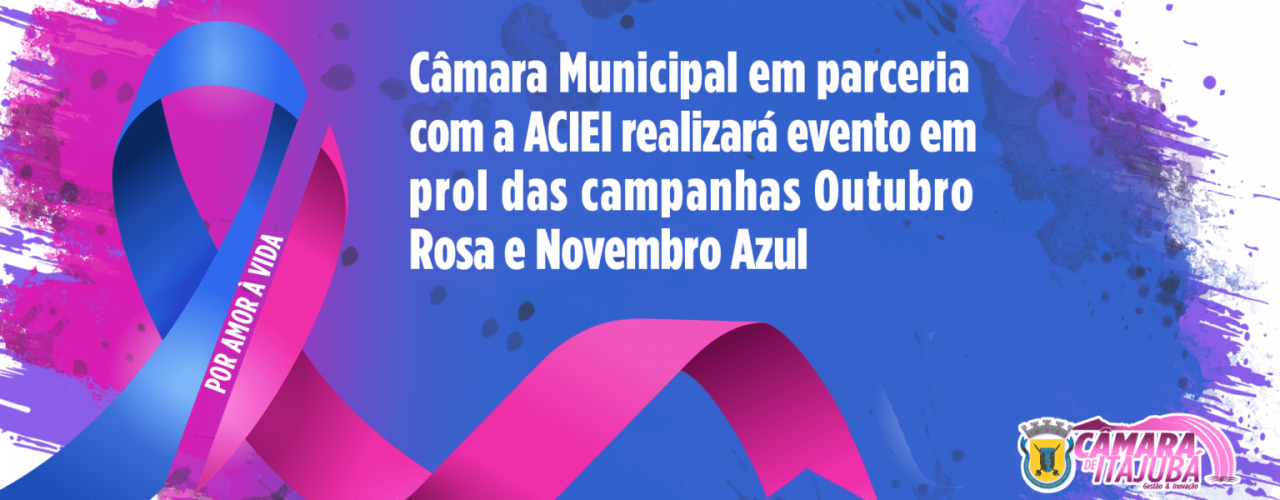 Câmara Municipal em parceria
com a ACIEI realizará evento em
prol das campanhas Outubro
Rosa e Novembro Azul
POR AMOR À VIDA
CÂMARA
DE ITAJUBÁ
Gestão & Inovação